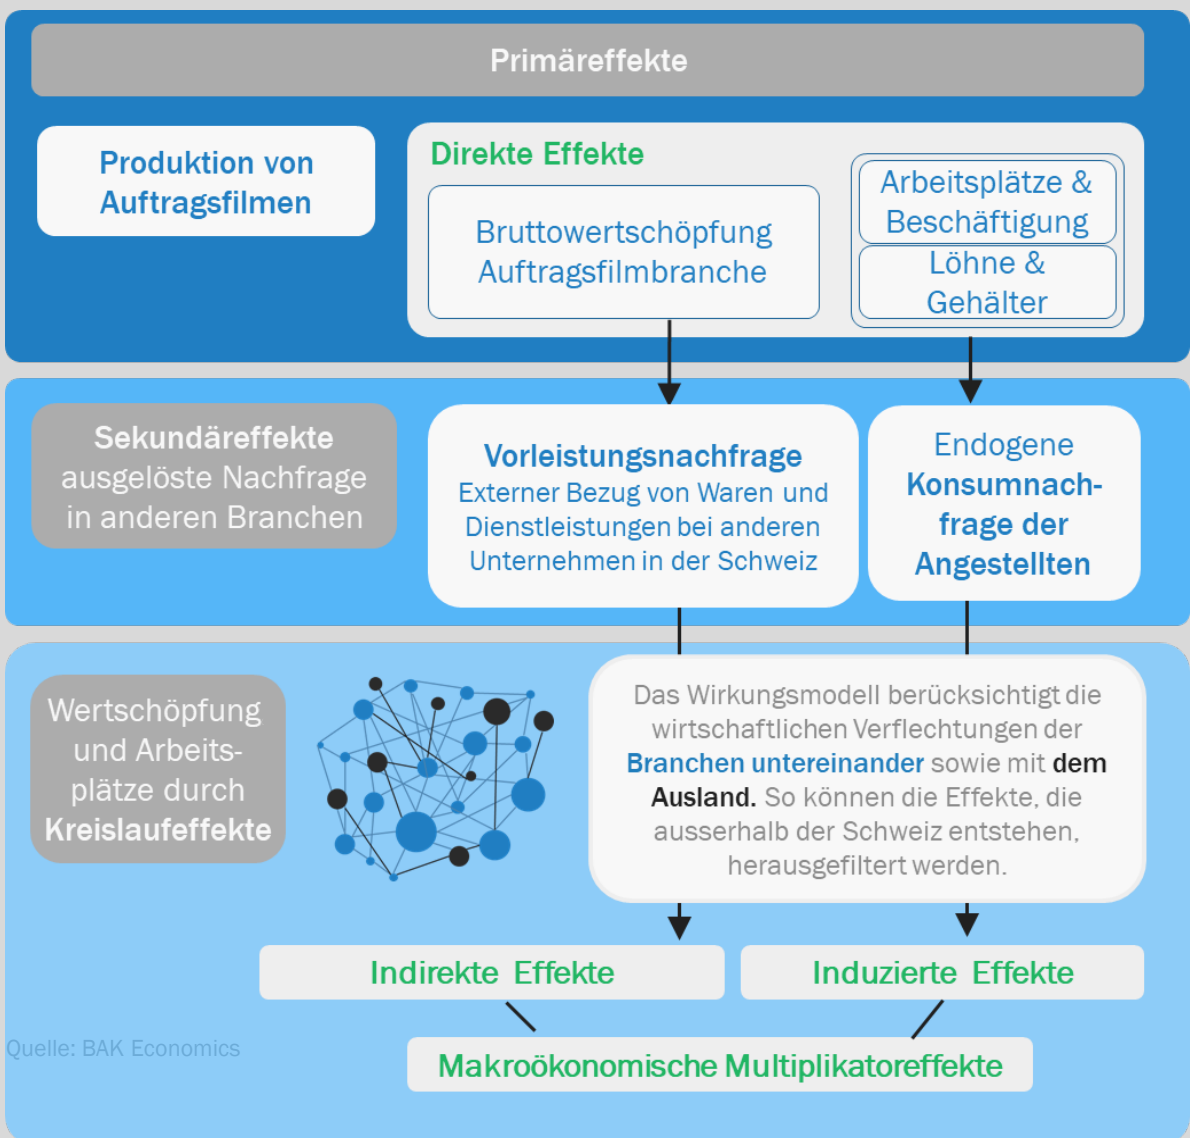 Primäreffekte
Produktion von
Auftragsfilmen
Direkte Effekte
Bruttowertschöpfung
Auftragsfilmbranche
Arbeitsplätze &
Beschäftigung
Löhne &
Gehälter
Sekundäreffekte
ausgelöste Nachfrage
in anderen Branchen
Vorleistungsnachfrage
Externer Bezug von Waren und
Dienstleistungen bei anderen
Unternehmen in der Schweiz
Endogene
Konsumnach-
frage der
Angestellten
Wertschöpfung
und Arbeits-
plätze durch
Kreislaufeffekte
Das Wirkungsmodell berücksichtigt die
wirtschaftlichen Verflechtungen der
Branchen untereinander sowie mit dem
Ausland. So können die Effekte, die
ausserhalb der Schweiz entstehen,
herausgefiltert werden.
Indirekte Effekte
Induzierte Effekte
Quelle: BAK Economics
Makroökonomische Multiplikatoreffekte